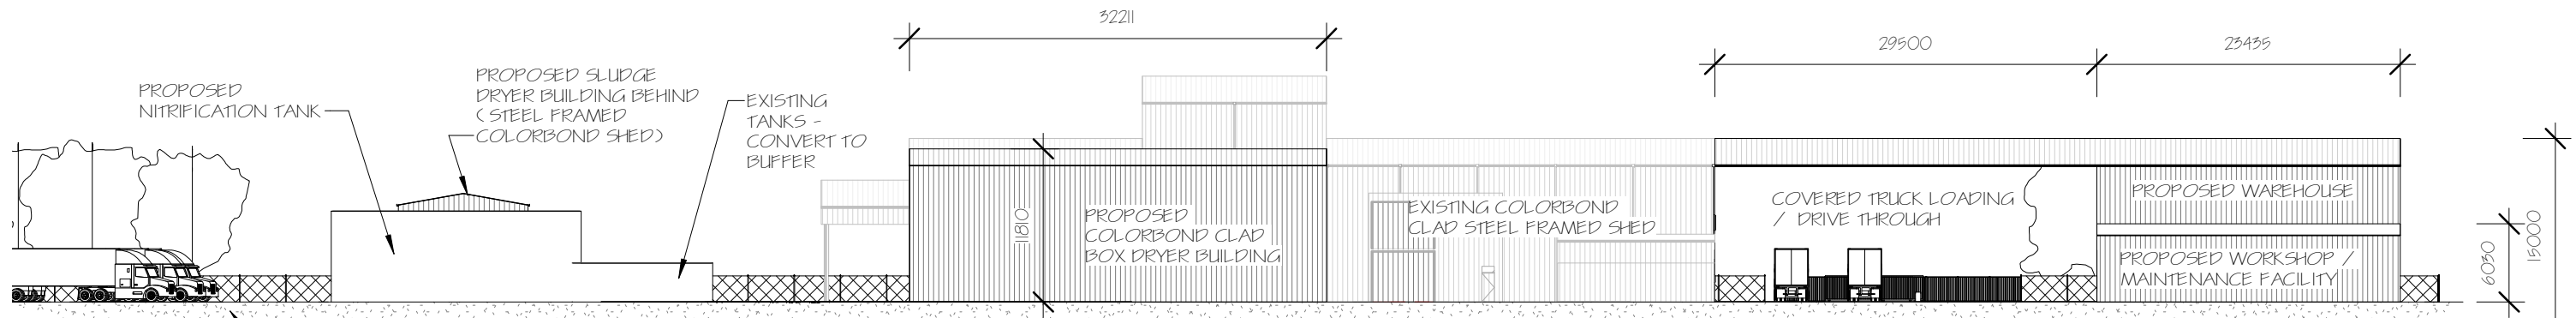 32211
29500
23435
PROPOSED
NITRIFICATION TANK
PROPOSED SLUDGE
DRYER BUILDING BEHIND
( STEEL FRAMED
COLORBOND SHED)
EXISTING
TANKS -
CONVERT TO
BUFFER
11810
PROPOSED
COLORBOND CLAD
BOX DRYER BUILDING
EXISTING COLORBOND
CLAD STEEL FRAMED SHED
COVERED TRUCK LOADING
/ DRIVE THROUGH
PROPOSED WAREHOUSE
PROPOSED WORKSHOP /
MAINTENANCE FACILITY
6030
15000